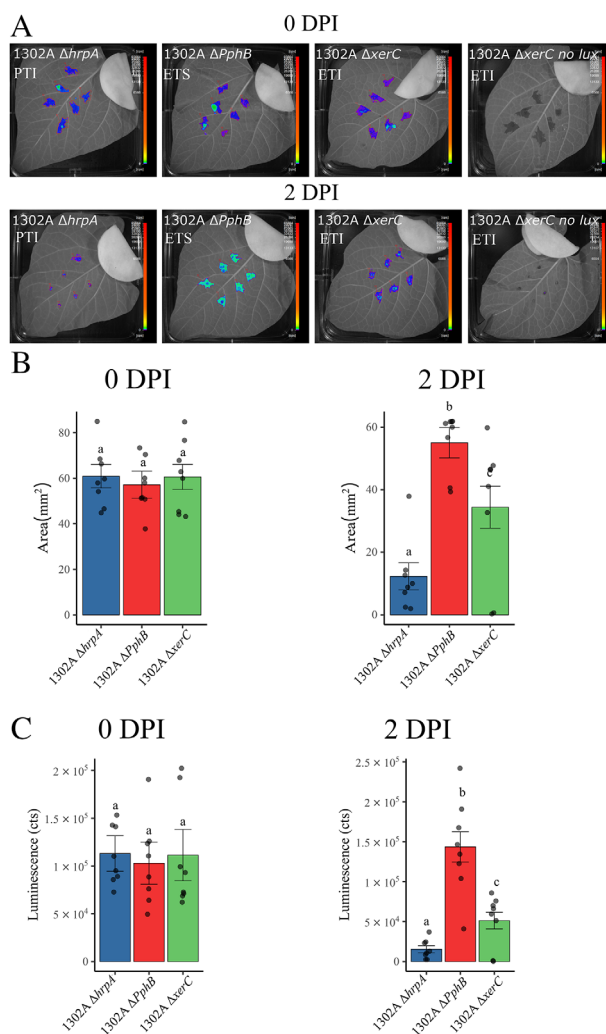 A
0 DPI
1302A ΔhrpA
PTI
1302A ΔPphB
ETS
1302A ΔxerC
ETI
1302A ΔxerC no lux
ETI
2 DPI
1302A ΔhrpA
PTI
1302A ΔPphB
ETS
1302A ΔxerC
ETI
1302A ΔxerC no lux
ETI
B
0 DPI
2 DPI
Area(mm²)
80
60
40
20
0
a
a
a
1302A ΔhrpA
1302A ΔPphB
1302A ΔxerC
Area(mm²)
60
40
20
0
a
b
c
1302A ΔhrpA
1302A ΔPphB
1302A ΔxerC
C
0 DPI
2 DPI
Luminescence (cts)
2 × 10⁵
1.5 × 10⁵
1 × 10⁵
5 × 10⁴
0
a
a
a
1302A ΔhrpA
1302A ΔPphB
1302A ΔxerC
Luminescence (cts)
2.5 × 10⁵
2 × 10⁵
1.5 × 10⁵
1 × 10⁵
5 × 10⁴
0
a
b
c
1302A ΔhrpA
1302A ΔPphB
1302A ΔxerC